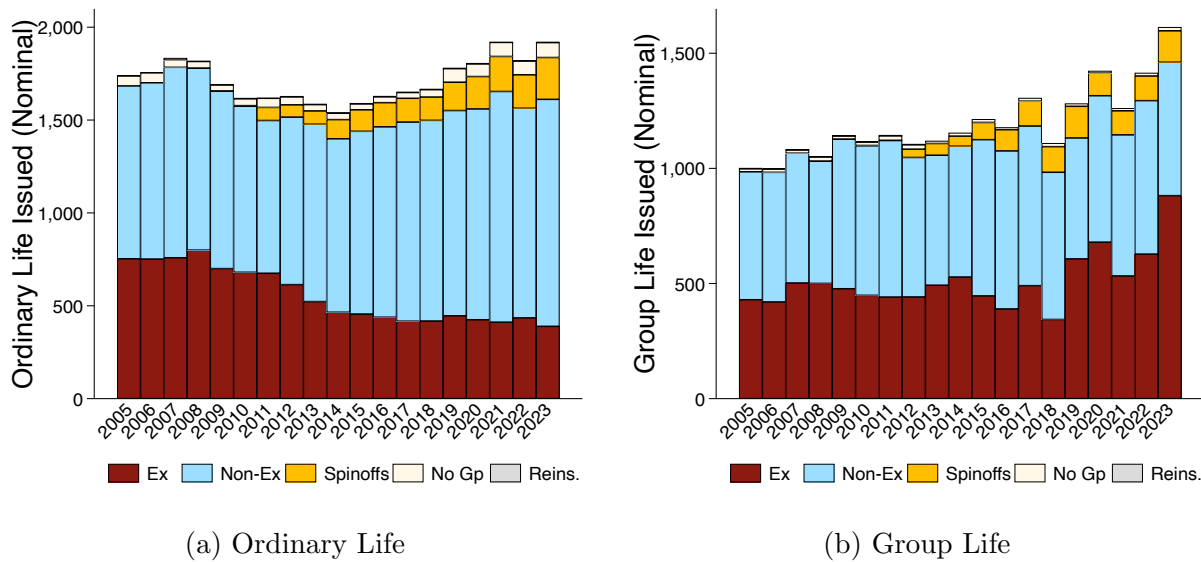 Ordinary Life Issued (Nominal)
2,000
1,500
1,000
500
0
2005 2006 2007 2008 2009 2010 2011 2012 2013 2014 2015 2016 2017 2018 2019 2020 2021 2022 2023
Ex Non-Ex Spinoffs No Gp Reins.
(a) Ordinary Life
Group Life Issued (Nominal)
1,500
1,000
500
0
2005 2006 2007 2008 2009 2010 2011 2012 2013 2014 2015 2016 2017 2018 2019 2020 2021 2022 2023
Ex Non-Ex Spinoffs No Gp Reins.
(b) Group Life